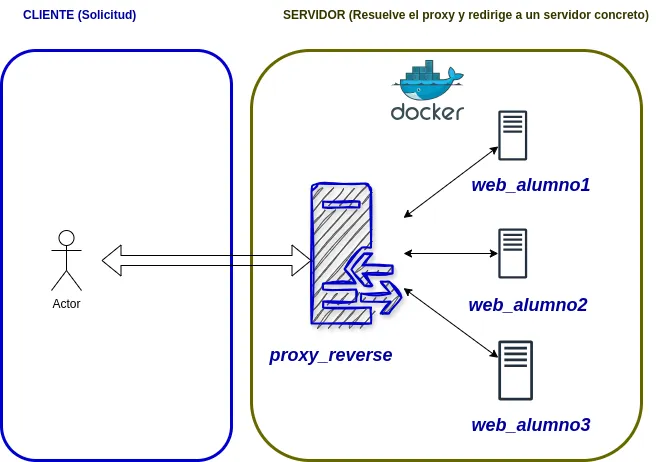 CLIENTE (Solicitud)
SERVIDOR (Resuelve el proxy y redirige a un servidor concreto)
docker
web_alumno1
Actor
web_alumno2
proxy_reverse
web_alumno3